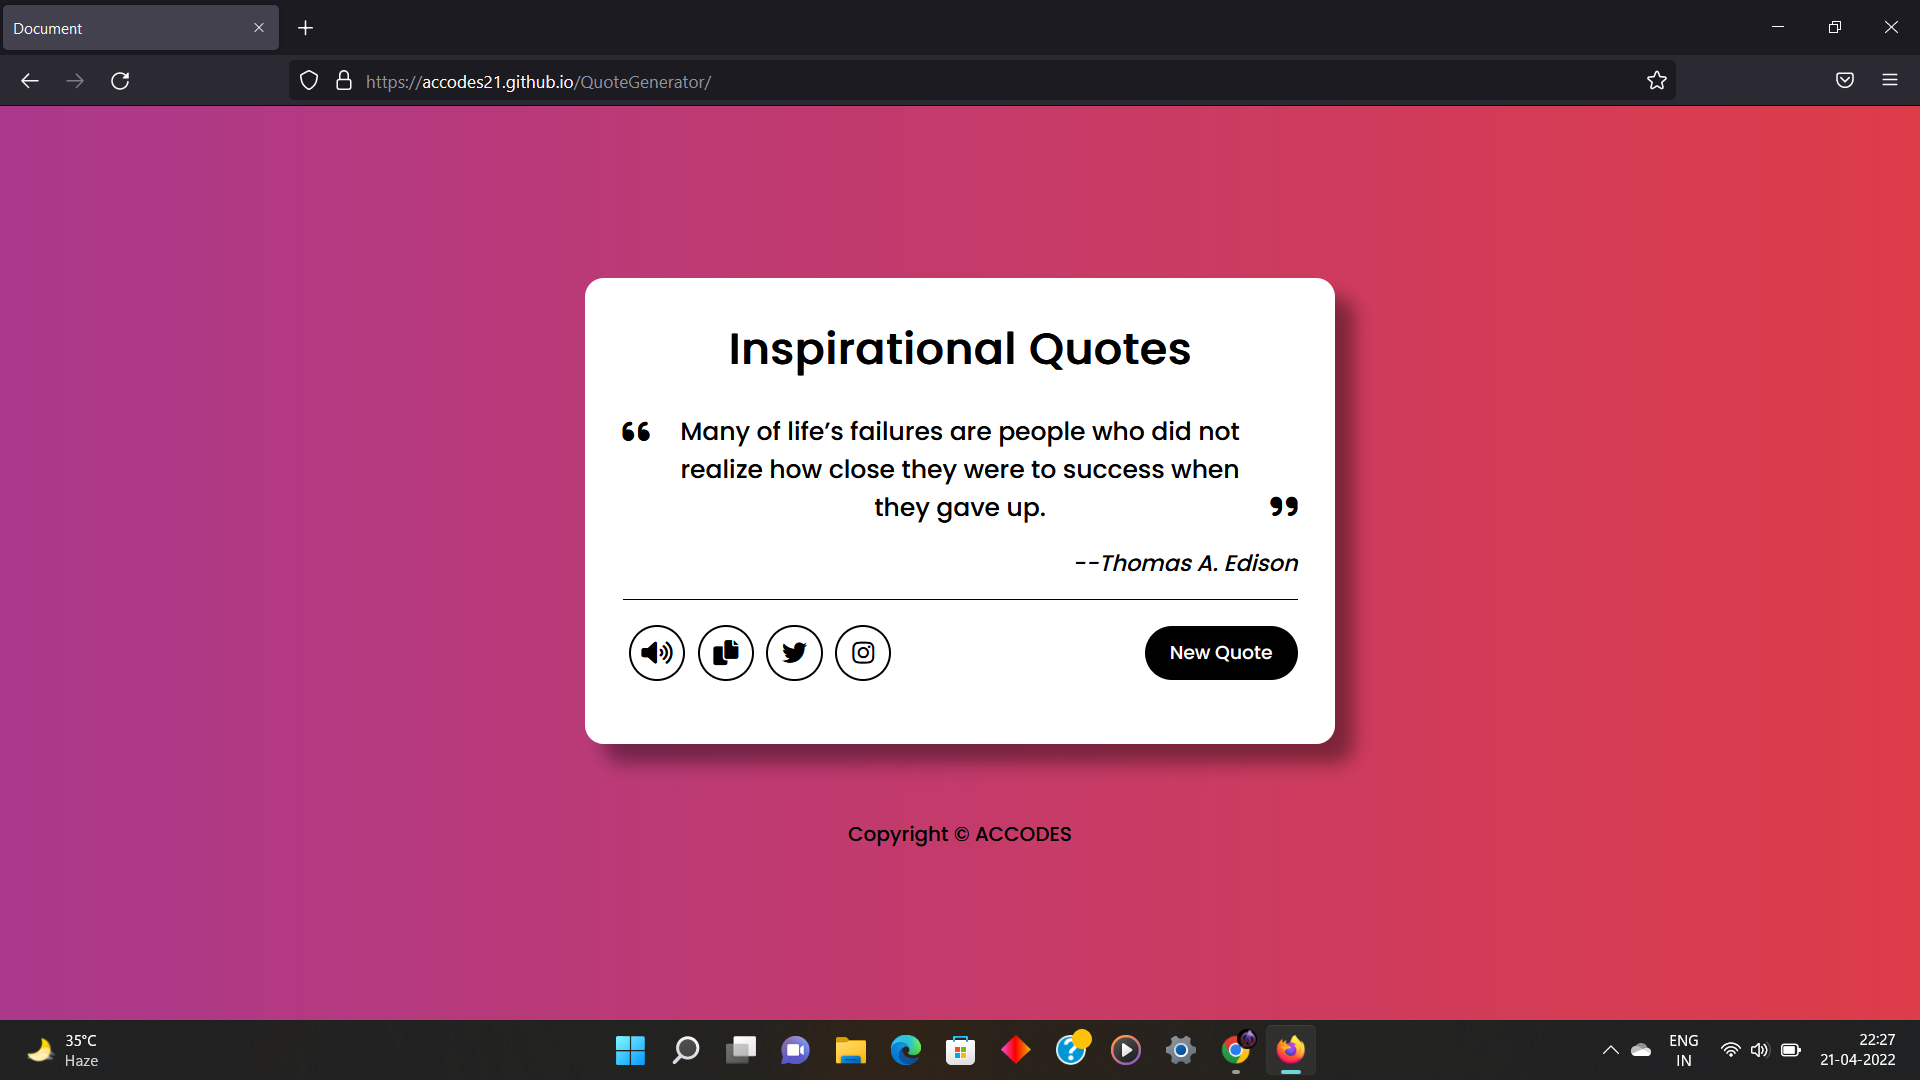 Document
https://accodes21.github.io/QuoteGenerator/
Inspirational Quotes
“ Many of life’s failures are people who did not
realize how close they were to success when
they gave up. ”
--Thomas A. Edison
New Quote
Copyright © ACCODES
35°C
Haze
ENG
IN
22:27
21-04-2022